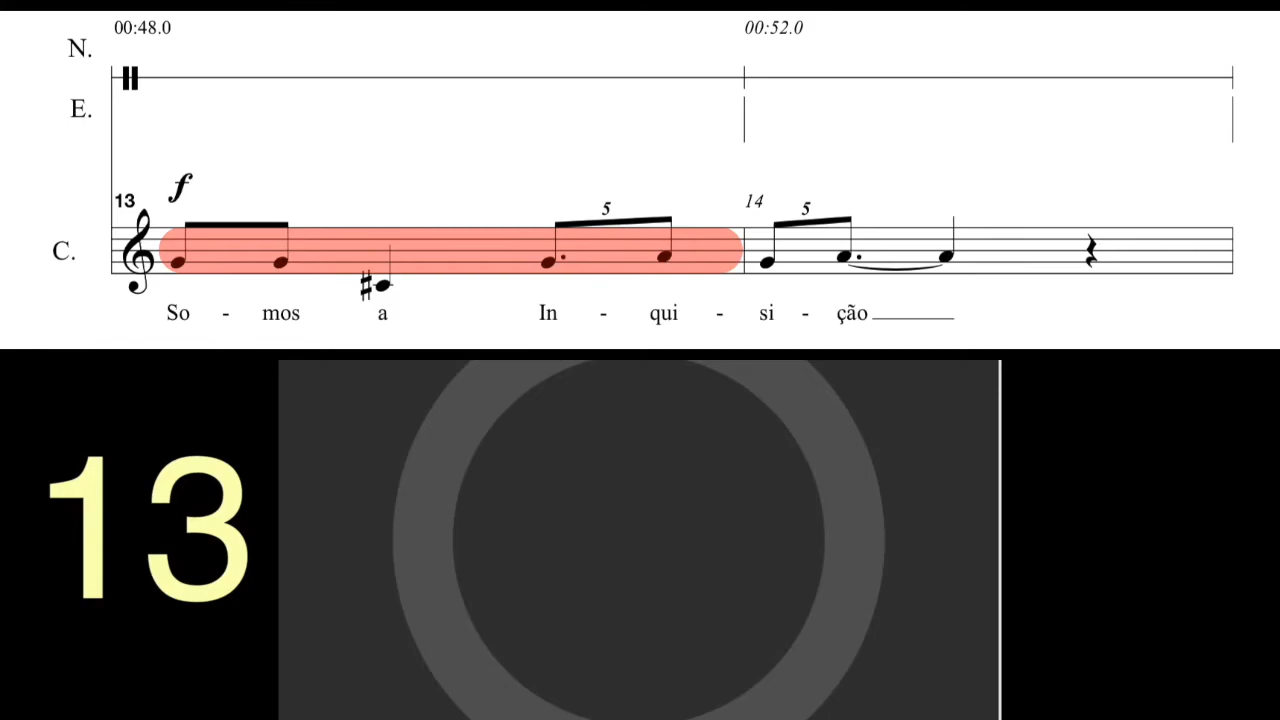 00:48.0 00:52.0
N.
E.
f
13 5 14 5
C.
So - mos a In - qui - si - ção
13